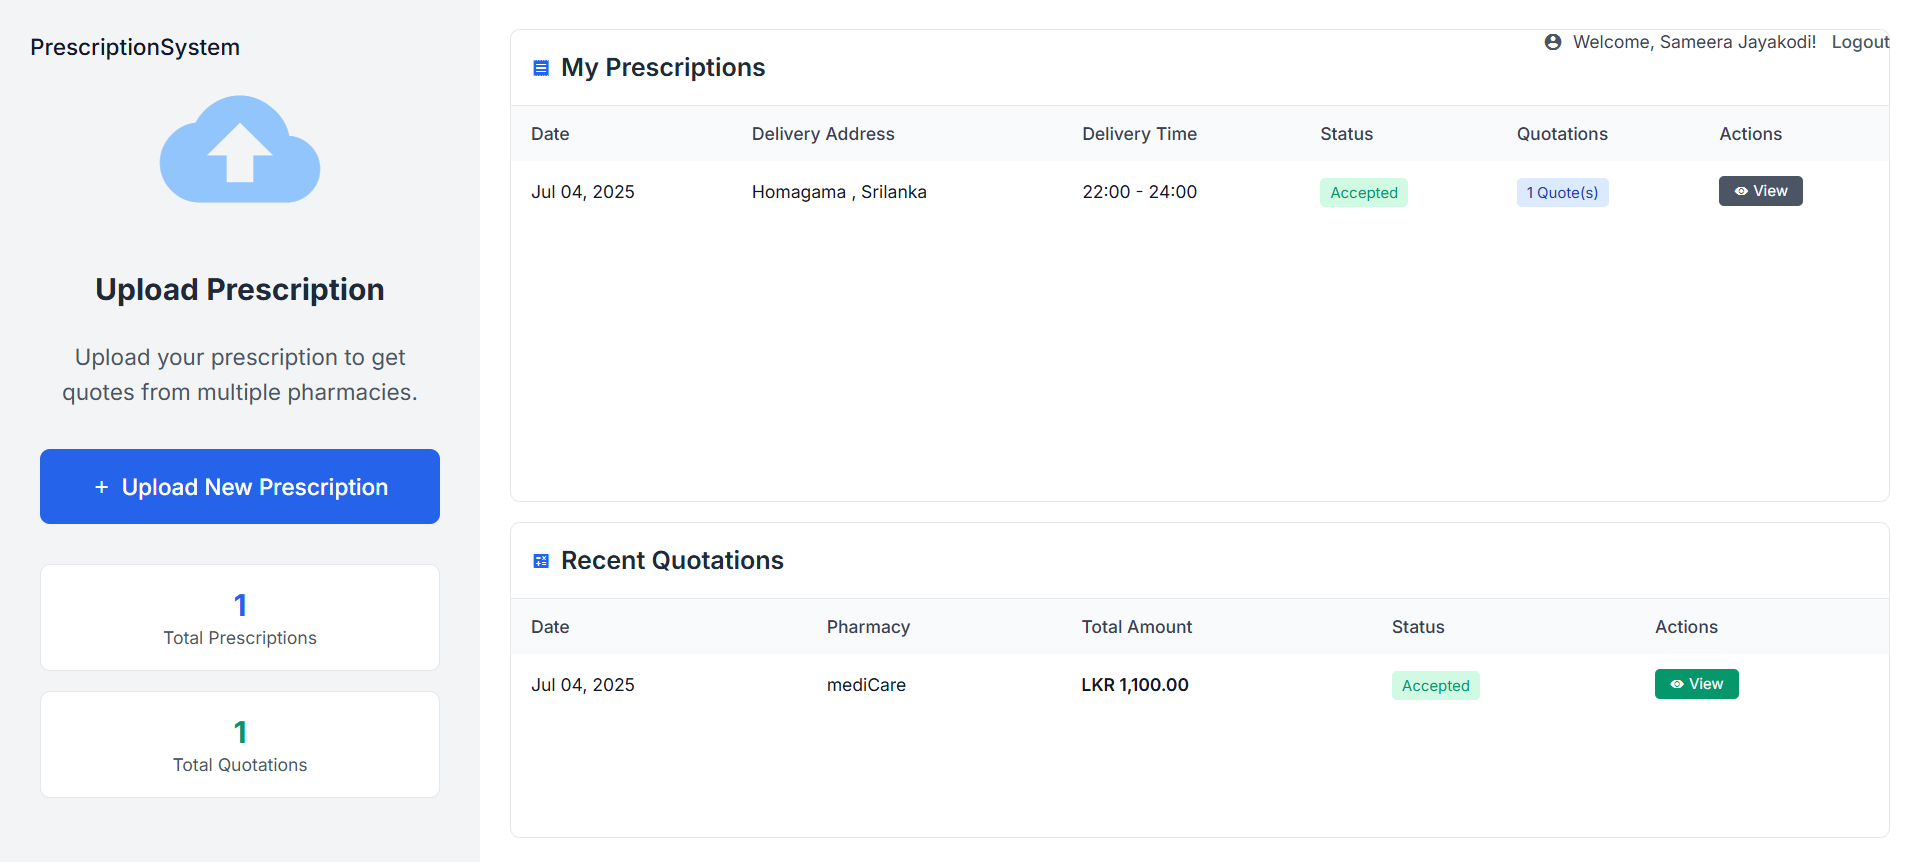 PrescriptionSystem
Upload Prescription
Upload your prescription to get
quotes from multiple pharmacies.
+ Upload New Prescription
1
Total Prescriptions
1
Total Quotations
Welcome, Sameera Jayakodi! Logout
My Prescriptions
Date Delivery Address Delivery Time Status Quotations Actions
Jul 04, 2025 Homagama , Srilanka 22:00 - 24:00 Accepted 1 Quote(s) View
Recent Quotations
Date Pharmacy Total Amount Status Actions
Jul 04, 2025 mediCare LKR 1,100.00 Accepted View